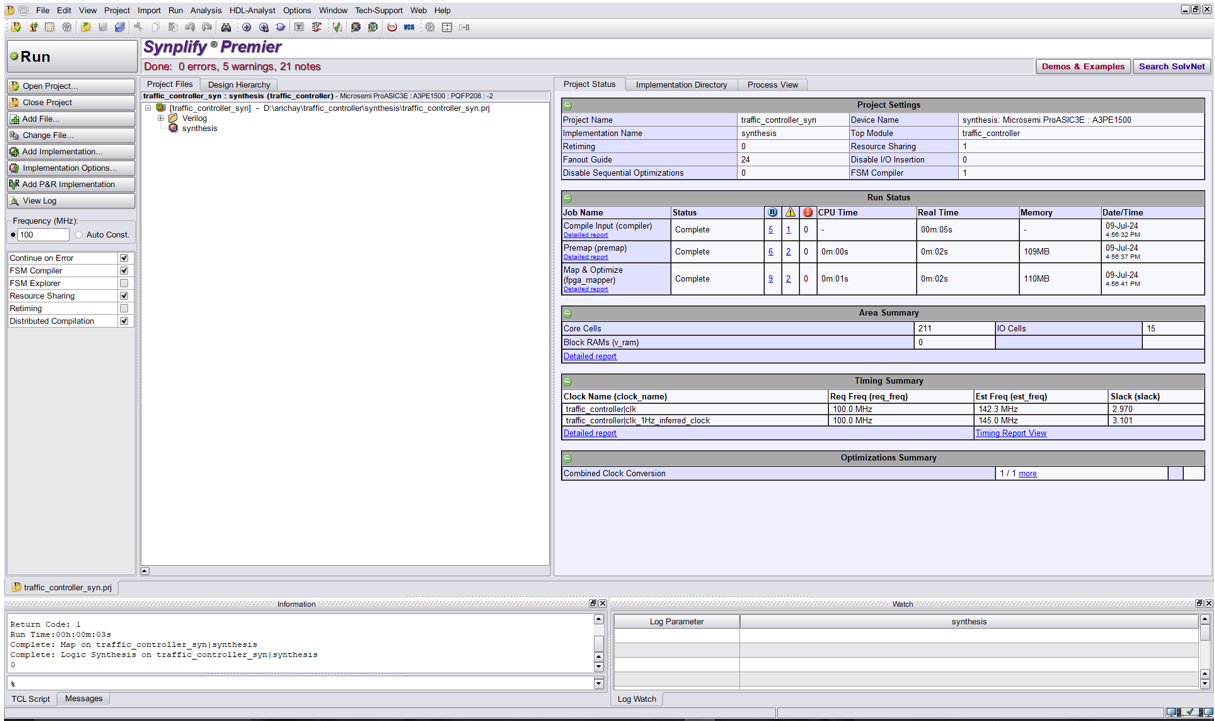 File Edit View Project Import Run Analysis HDL-Analyst Options Window Tech-Support Web Help
VCS
Run
Synplify ® Premier
Done: 0 errors, 5 warnings, 21 notes
Demos & Examples
Search SolvNet
Open Project...
Close Project
Add File...
Change File...
Add Implementation...
Implementation Options...
Add P&R Implementation
View Log
Frequency (MHz):
100
Auto Const.
Continue on Error
FSM Compiler
FSM Explorer
Resource Sharing
Retiming
Distributed Compilation
Project Files Design Hierarchy
traffic_controller_syn : synthesis (traffic_controller) - Microsemi ProASIC3E : A3PE1500 : PQFP208 : -2
[traffic_controller_syn] - D:\arichay\traffic_controller\synthesis\traffic_controller_syn.prj
Verilog
synthesis
Project Status Implementation Directory Process View
Project Settings
Project Name traffic_controller_syn Device Name synthesis: Microsemi ProASIC3E : A3PE1500
Implementation Name synthesis Top Module traffic_controller
Retiming 0 Resource Sharing 1
Fanout Guide 24 Disable I/O Insertion 0
Disable Sequential Optimizations 0 FSM Compiler 1
Run Status
Job Name Status CPU Time Real Time Memory Date/Time
Compile Input (compiler) Complete 5 1 0 - 00m:05s - 09-Jul-24
Detailed report 4:56:32 PM
Premap (premap) Complete 6 2 0 0m:00s 0m:02s 109MB 09-Jul-24
Detailed report 4:56:37 PM
Map & Optimize
(fpga_mapper) Complete 9 2 0 0m:01s 0m:02s 110MB 09-Jul-24
Detailed report 4:56:41 PM
Area Summary
Core Cells 211 IO Cells 15
Block RAMs (v_ram) 0
Detailed report
Timing Summary
Clock Name (clock_name) Req Freq (req_freq) Est Freq (est_freq) Slack (slack)
traffic_controller|clk 100.0 MHz 142.3 MHz 2.970
traffic_controller|clk_1Hz_inferred_clock 100.0 MHz 145.0 MHz 3.101
Detailed report Timing Report View
Optimizations Summary
Combined Clock Conversion 1 / 1 more
traffic_controller_syn.prj
Information
Return Code: 1
Run Time:00h:00m:03s
Complete: Map on traffic_controller_syn|synthesis
Complete: Logic Synthesis on traffic_controller_syn|synthesis
0
%
TCL Script Messages
Watch
Log Parameter synthesis
Log Watch